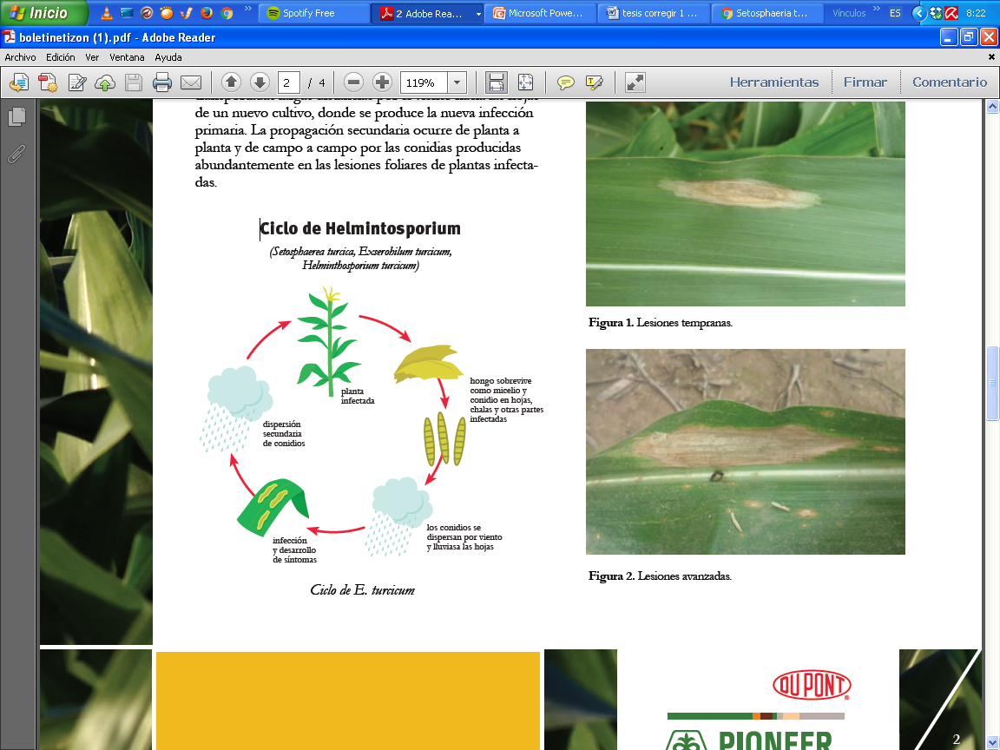 Inicio
Spotify Free
2 Adobe Rea...
Microsoft Powe...
tesis corregir 1 ...
Setosphaeria t...
Vínculos
ES
8:22
boletinetizon (1).pdf - Adobe Reader
Archivo Edición Ver Ventana Ayuda
2 / 4
119%
Herramientas
Firmar
Comentario
de un nuevo cultivo, donde se produce la nueva infección
primaria. La propagación secundaria ocurre de planta a
planta y de campo a campo por las conidias producidas
abundantemente en las lesiones foliares de plantas infecta-
das.
Ciclo de Helmintosporium
(Setosphaerea turcica, Exserohilum turcicum,
Helminthosporium turcicum)
planta
infectada
hongo sobrevive
como micelio y
conidio en hojas,
chalas y otras partes
infectadas
los conidios se
dispersan por viento
y lluviasa las hojas
infección
y desarrollo
de síntomas
dispersión
secundaria
de conidios
Ciclo de E. turcicum
Figura 1. Lesiones tempranas.
Figura 2. Lesiones avanzadas.
DU PONT
PIONEER
2